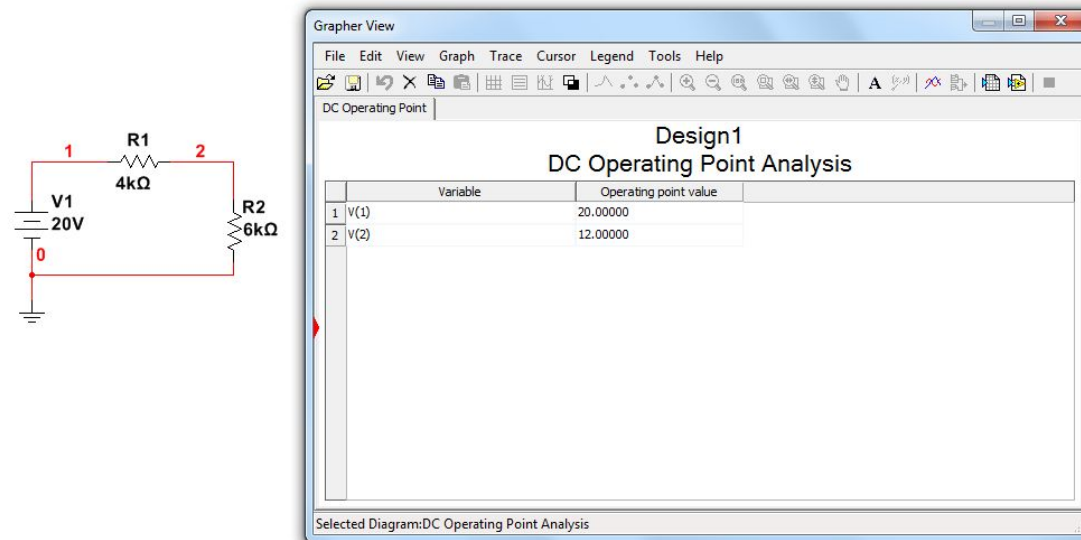 1
R1
2
4kΩ
V1
20V
R2
6kΩ
0
Grapher View
File Edit View Graph Trace Cursor Legend Tools Help
A
DC Operating Point
Design1
DC Operating Point Analysis
Variable Operating point value
1 V(1) 20.00000
2 V(2) 12.00000
Selected Diagram:DC Operating Point Analysis